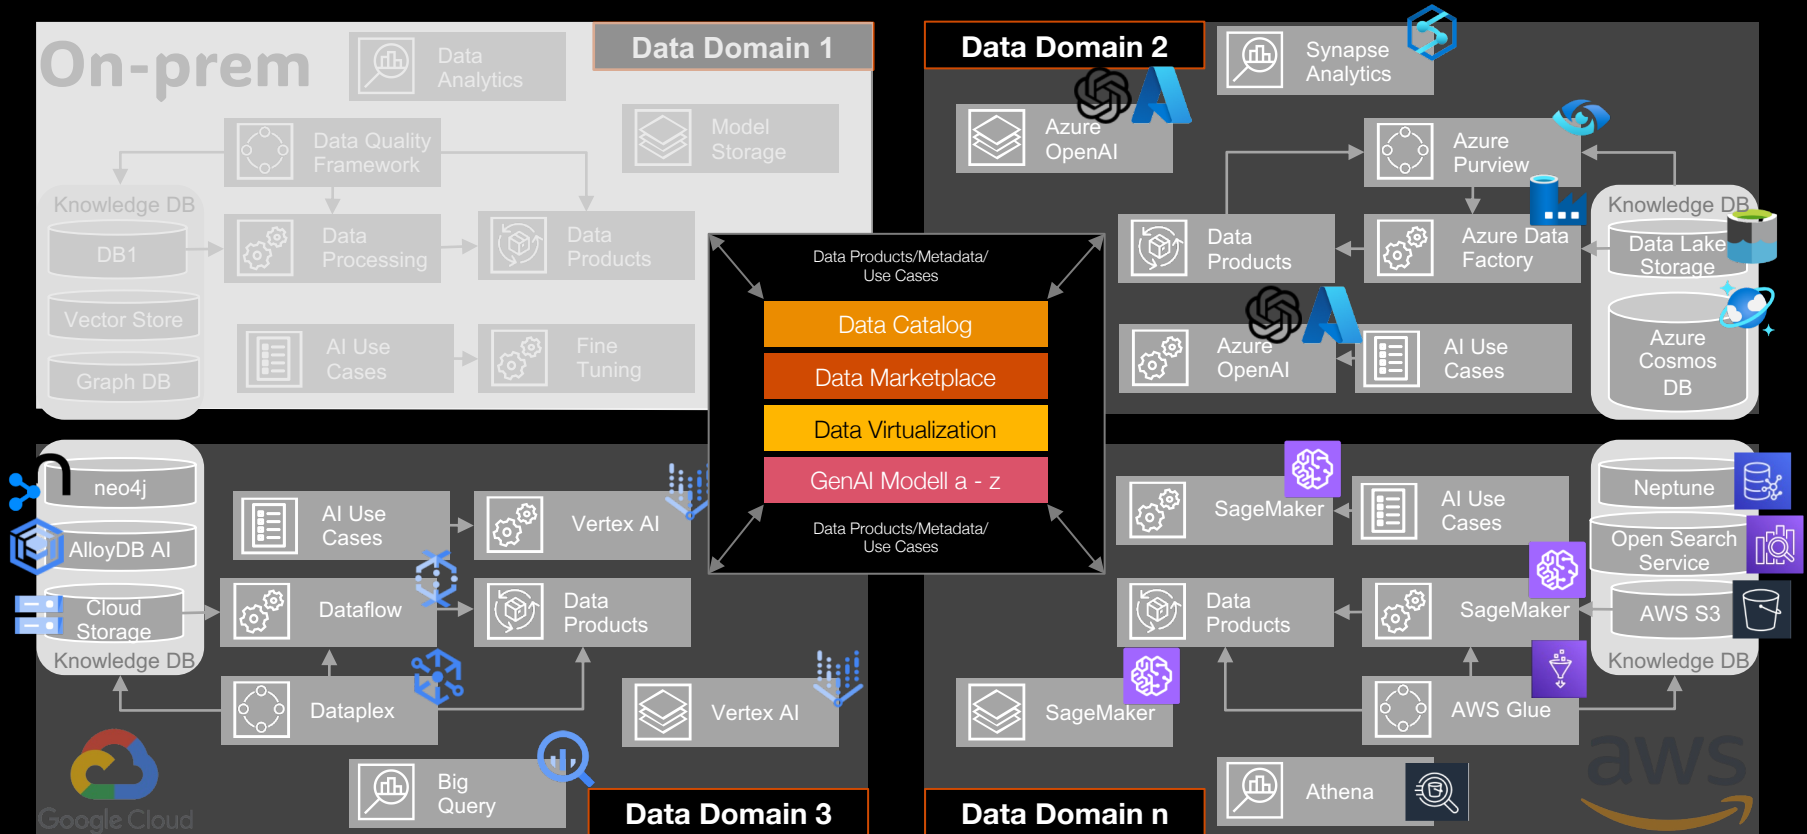 On-prem
Data
Analytics
Data Domain 1
Data Quality
Framework
Model
Storage
Knowledge DB
DB1
Vector Store
Graph DB
Data
Processing
Data
Products
AI Use
Cases
Fine
Tuning
Data Domain 2
Synapse
Analytics
Azure
OpenAI
Azure
Purview
Data
Products
Azure Data
Factory
Knowledge DB
Data Lake
Storage
Azure
Cosmos
DB
Azure
OpenAI
AI Use
Cases
Data Products/Metadata/
Use Cases
Data Catalog
Data Marketplace
Data Virtualization
GenAI Modell a - z
Data Products/Metadata/
Use Cases
neo4j
AlloyDB AI
Cloud
Storage
Knowledge DB
AI Use
Cases
Vertex AI
Dataflow
Data
Products
Dataplex
Vertex AI
Big
Query
Google Cloud
Data Domain 3
SageMaker
AI Use
Cases
Neptune
Open Search
Service
AWS S3
Knowledge DB
Data
Products
SageMaker
SageMaker
AWS Glue
Athena
aws
Data Domain n